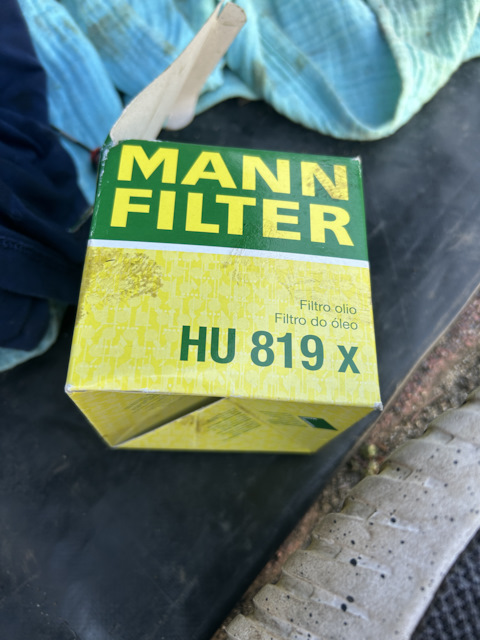 MANN
FILTER
Filtro olio
Filtro do óleo
HU 819 x